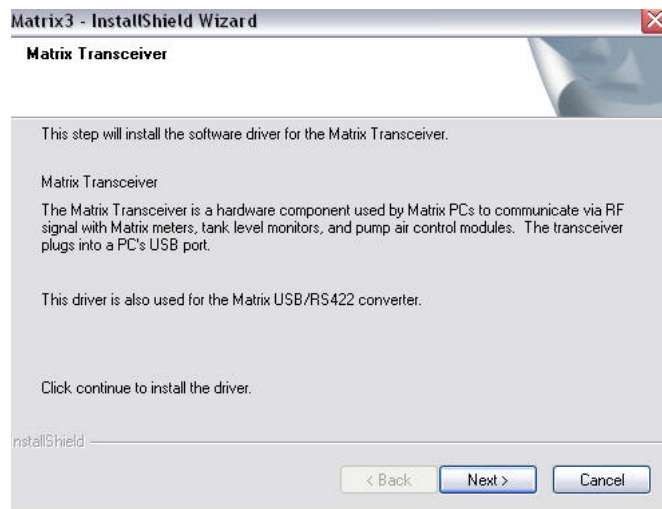 Matrix3 - InstallShield Wizard
Matrix Transceiver
This step will install the software driver for the Matrix Transceiver.
Matrix Transceiver
The Matrix Transceiver is a hardware component used by Matrix PCs to communicate via RF
signal with Matrix meters, tank level monitors, and pump air control modules. The transceiver
plugs into a PC's USB port.
This driver is also used for the Matrix USB/RS422 converter.
Click continue to install the driver.
nstallShield
< Back Next > Cancel